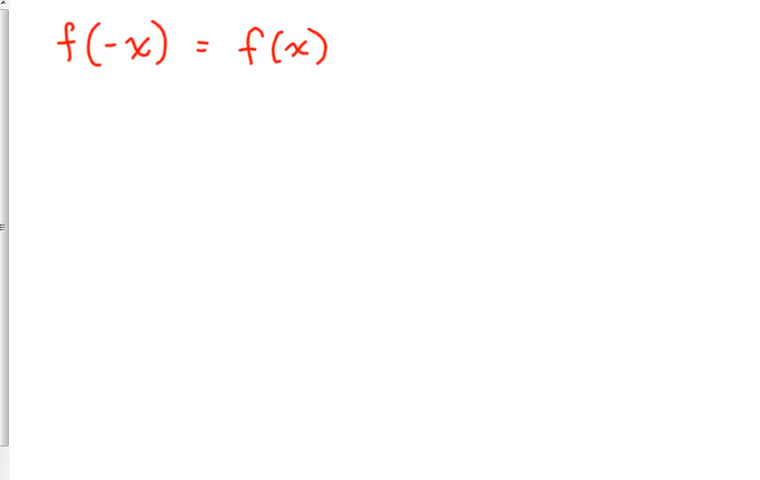 f(-x) = f(x)